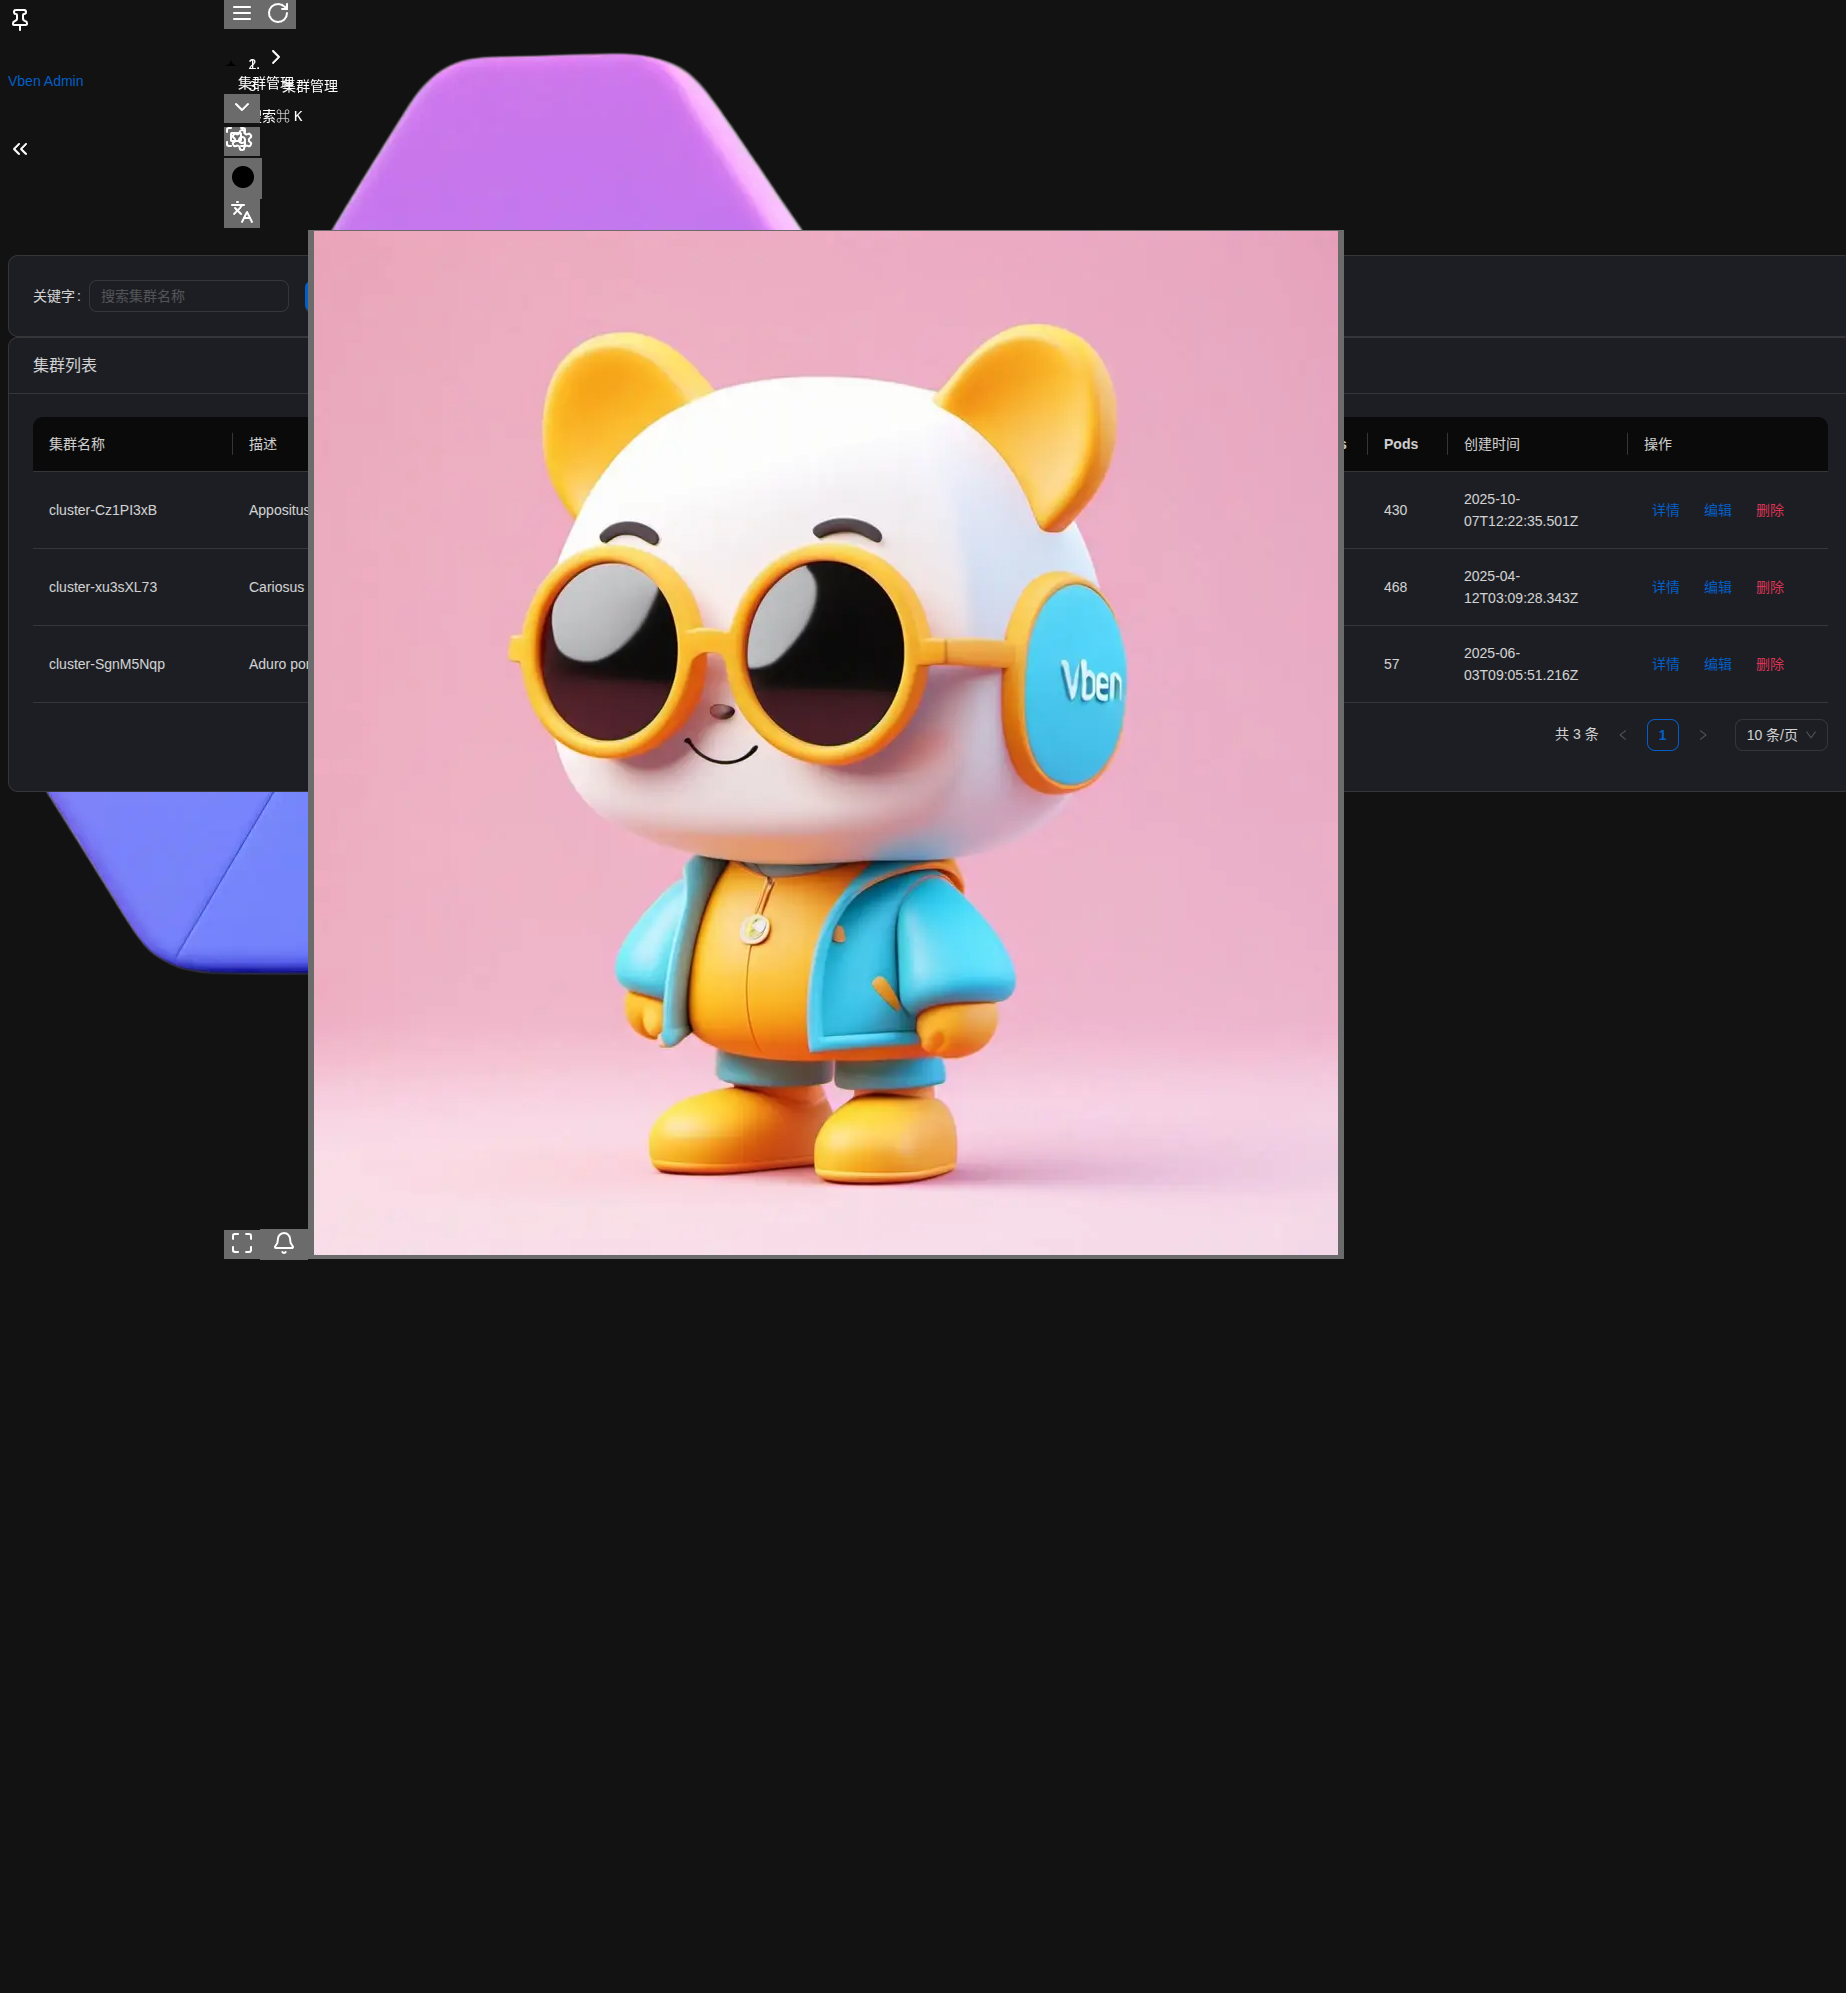 Vben Admin
集群管理
集群管理
索⌘ K
关键字:
搜索集群名称
集群列表
集群名称
描述
Pods
创建时间
操作
cluster-Cz1PI3xB
Appositus
430
2025-10-
07T12:22:35.501Z
详情
编辑
删除
cluster-xu3sXL73
Cariosus
468
2025-04-
12T03:09:28.343Z
详情
编辑
删除
cluster-SgnM5Nqp
Aduro
57
2025-06-
03T09:05:51.216Z
详情
编辑
删除
Vben
共 3 条
1
10 条/页